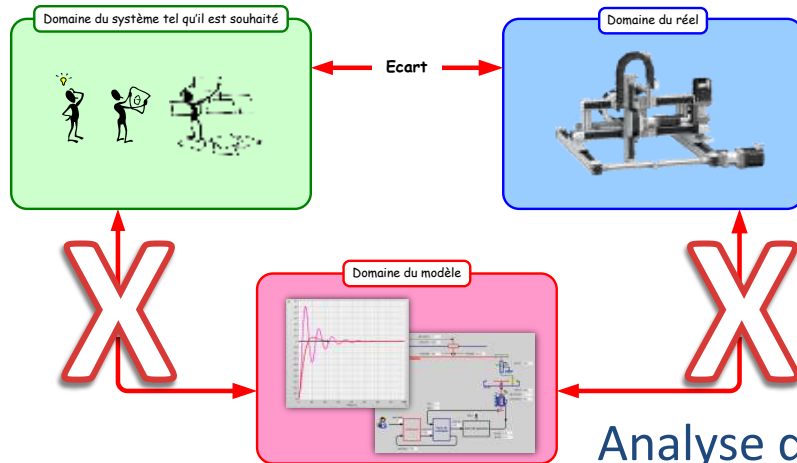 Domaine du système tel qu'il est souhaité
Domaine du réel
Ecart
Domaine du modèle
Analyse d